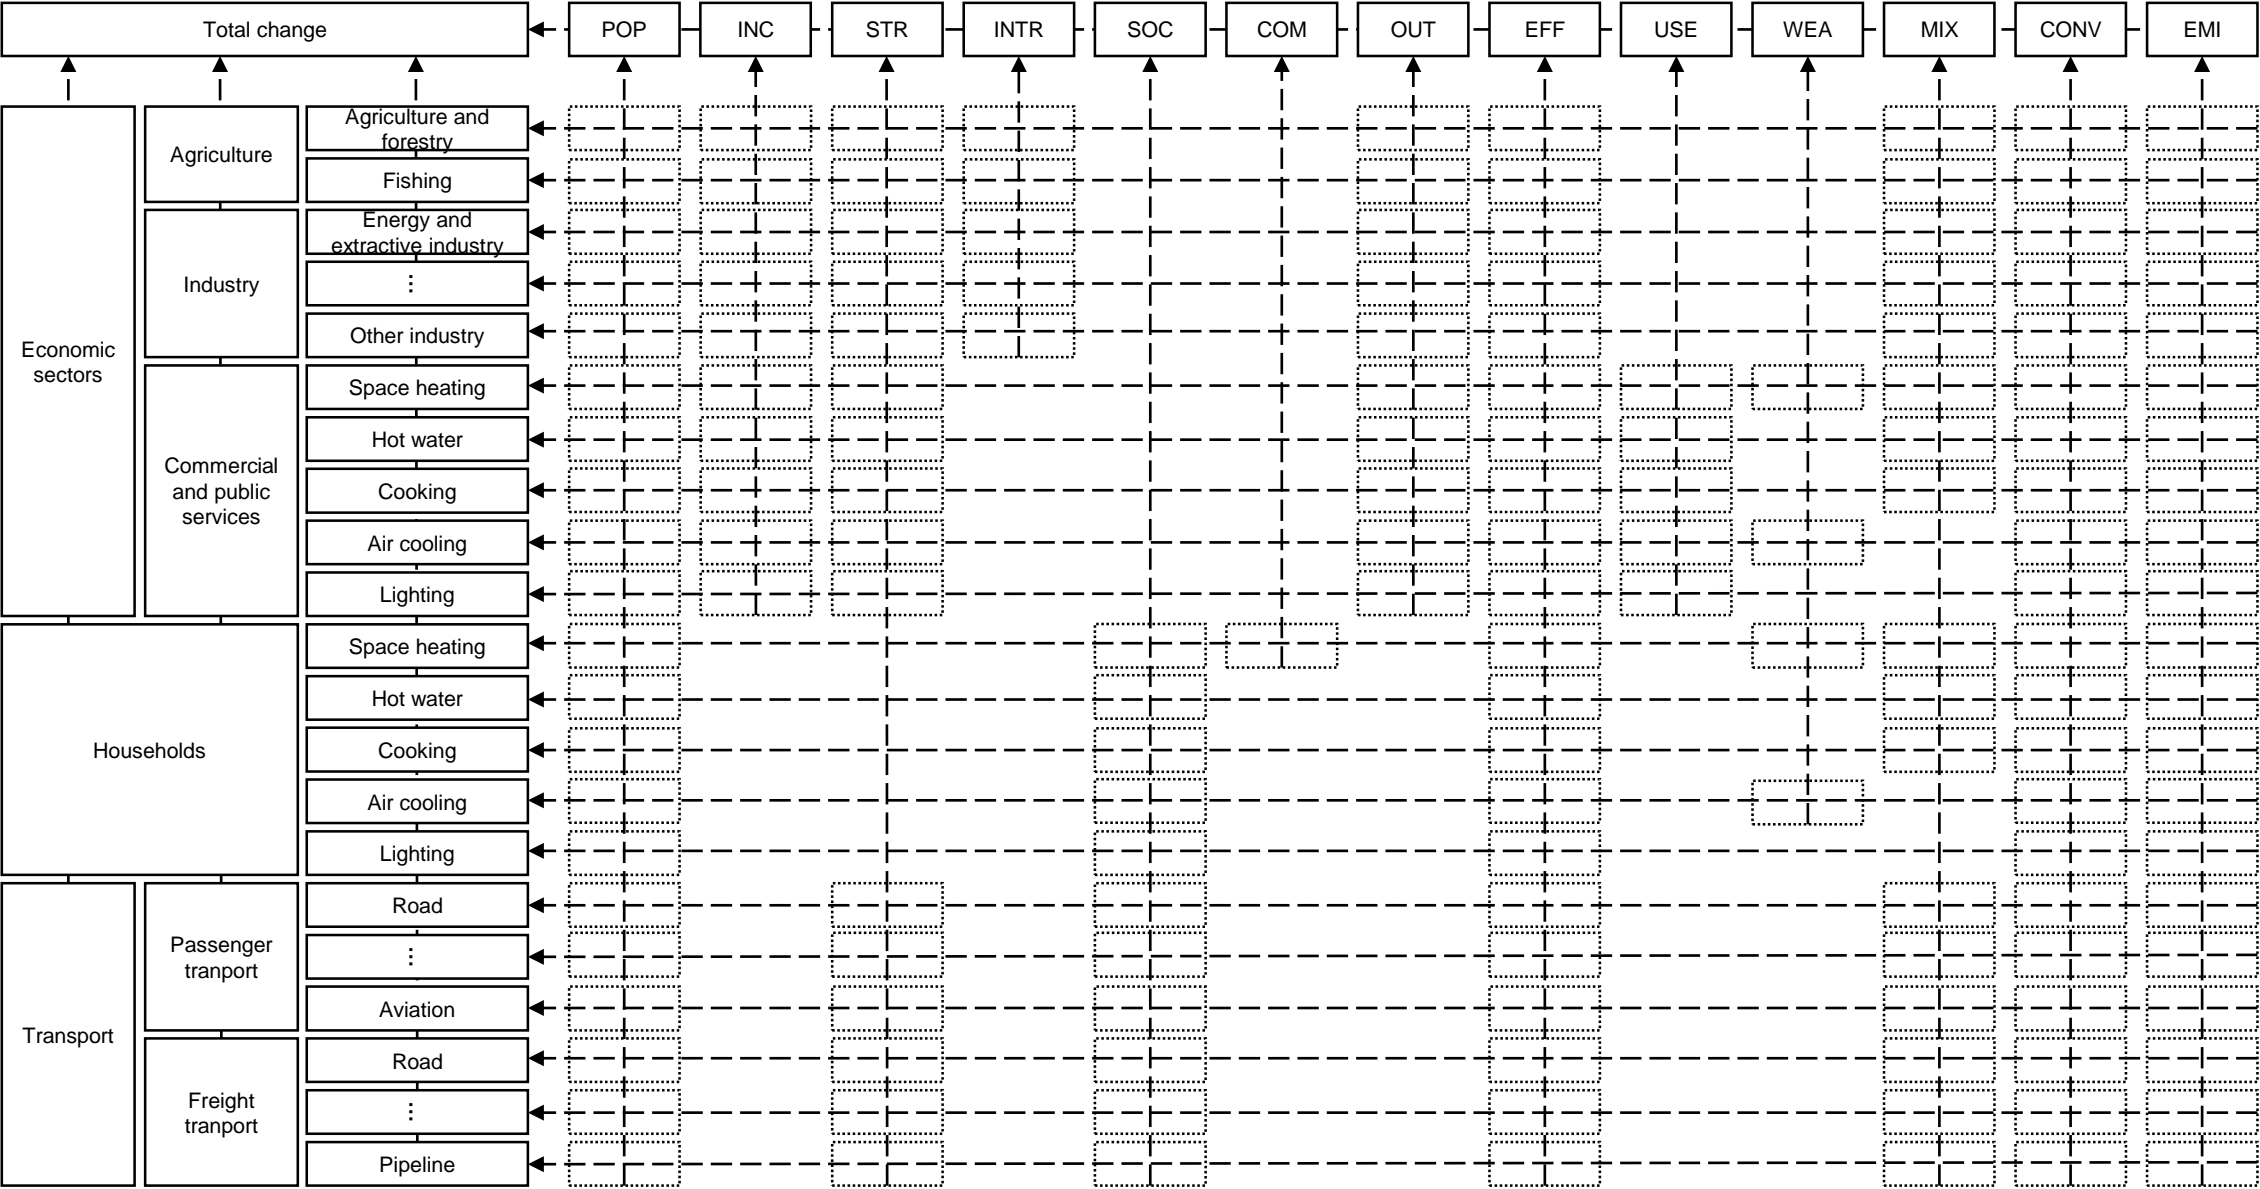 Total change
POP
INC
STR
INTR
SOC
COM
OUT
EFF
USE
WEA
MIX
CONV
EMI
Economic
sectors
Agriculture
Agriculture and
forestry
Fishing
Industry
Energy and
extractive industry
...
Other industry
Commercial
and public
services
Space heating
Hot water
Cooking
Air cooling
Lighting
Households
Space heating
Hot water
Cooking
Air cooling
Lighting
Transport
Passenger
tranport
Road
...
Aviation
Freight
tranport
Road
...
Pipeline